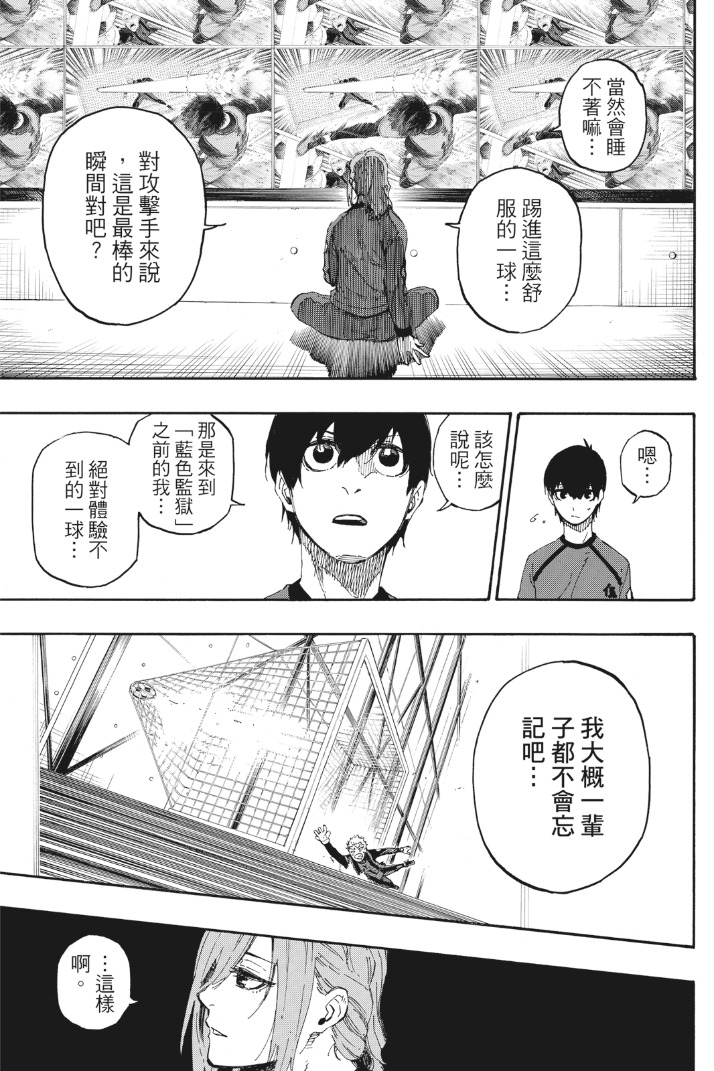 當然會睡
不著嘛…
踢進這麼舒
服的一球…
對攻擊手來說
，這是最棒的
瞬間對吧？
嗯…
該怎麼
說呢…
那是來到
「藍色監獄」
之前的我…
絕對體驗不
到的一球…
我大概一輩
子都不會忘
記吧…
…這樣
啊。